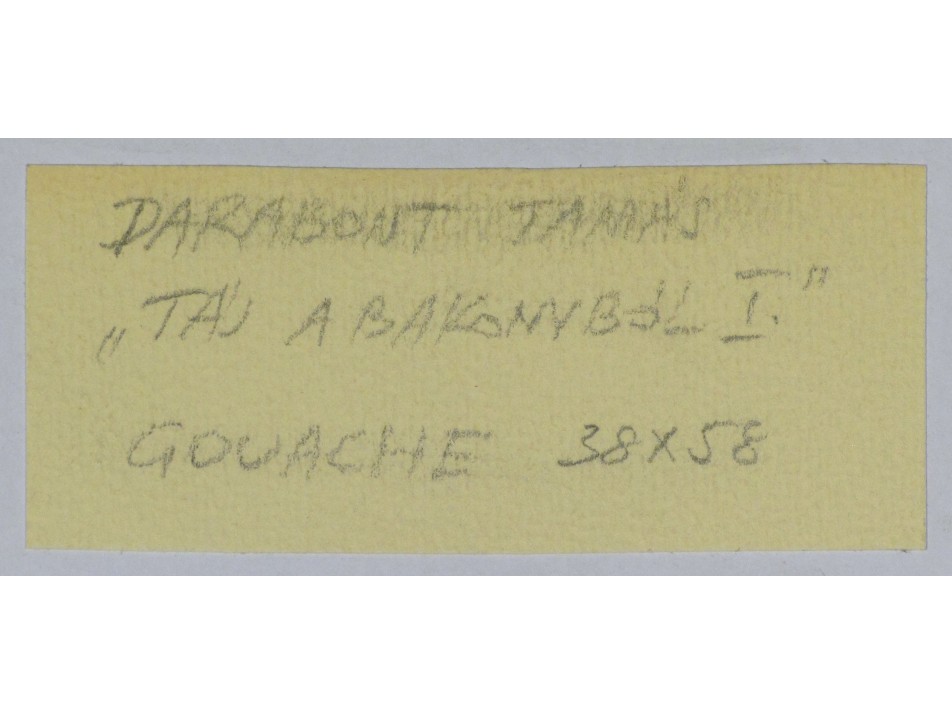 DARABONT TAMÁS
„TÁJ A BAKONYBÓL I.”
GOUACHE 38X58